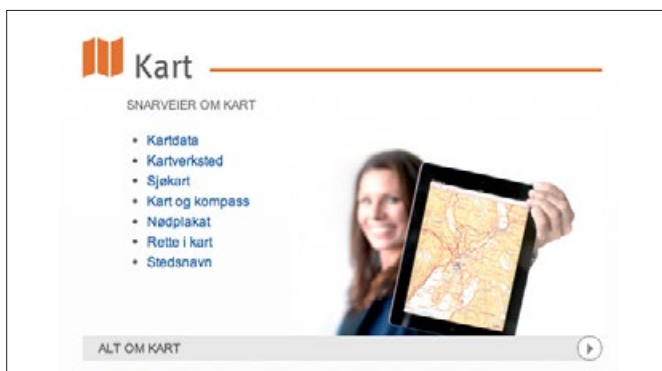 Kart
SNARVEIER OM KART
• Kartdata
• Kartverksted
• Sjøkart
• Kart og kompass
• Nødplakat
• Rette i kart
• Stedsnavn
ALT OM KART